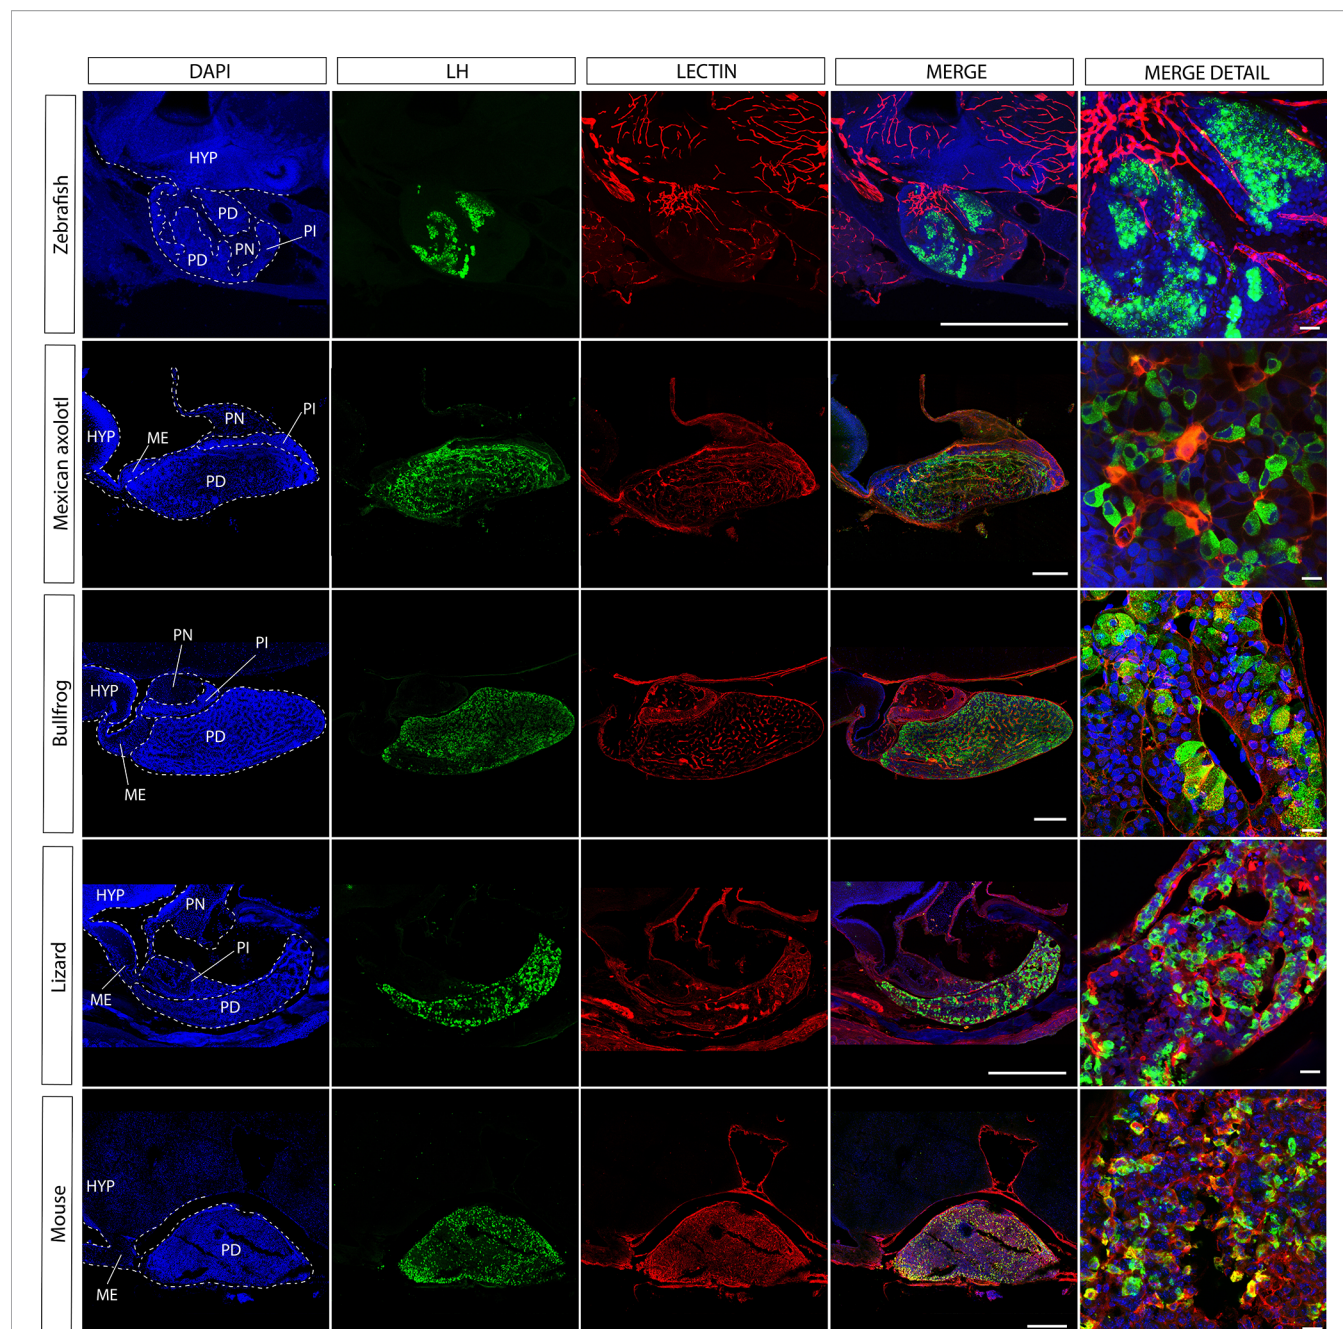 DAPI
LH
LECTIN
MERGE
MERGE DETAIL
Zebrafish
HYP
PD
PN
PI
PD
Mexican axolotl
HYP
ME
PN
PI
PD
Bullfrog
PN
PI
HYP
PD
ME
Lizard
HYP
PN
PI
ME
PD
Mouse
HYP
PD
ME